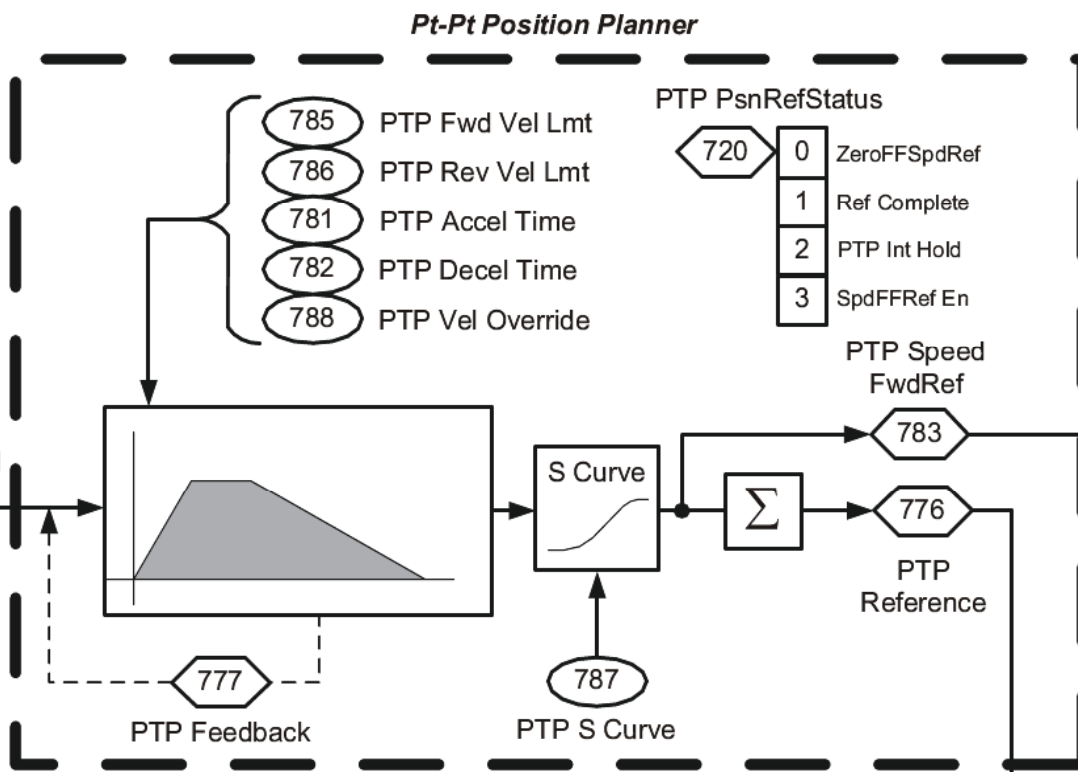 Pt-Pt Position Planner
785 PTP Fwd Vel Lmt
786 PTP Rev Vel Lmt
781 PTP Accel Time
782 PTP Decel Time
788 PTP Vel Override
PTP PsnRefStatus
720 0 ZeroFFSpdRef
1 Ref Complete
2 PTP Int Hold
3 SpdFFRef En
PTP Speed
FwdRef
783
S Curve
Σ
776
PTP
Reference
777
PTP Feedback
787
PTP S Curve